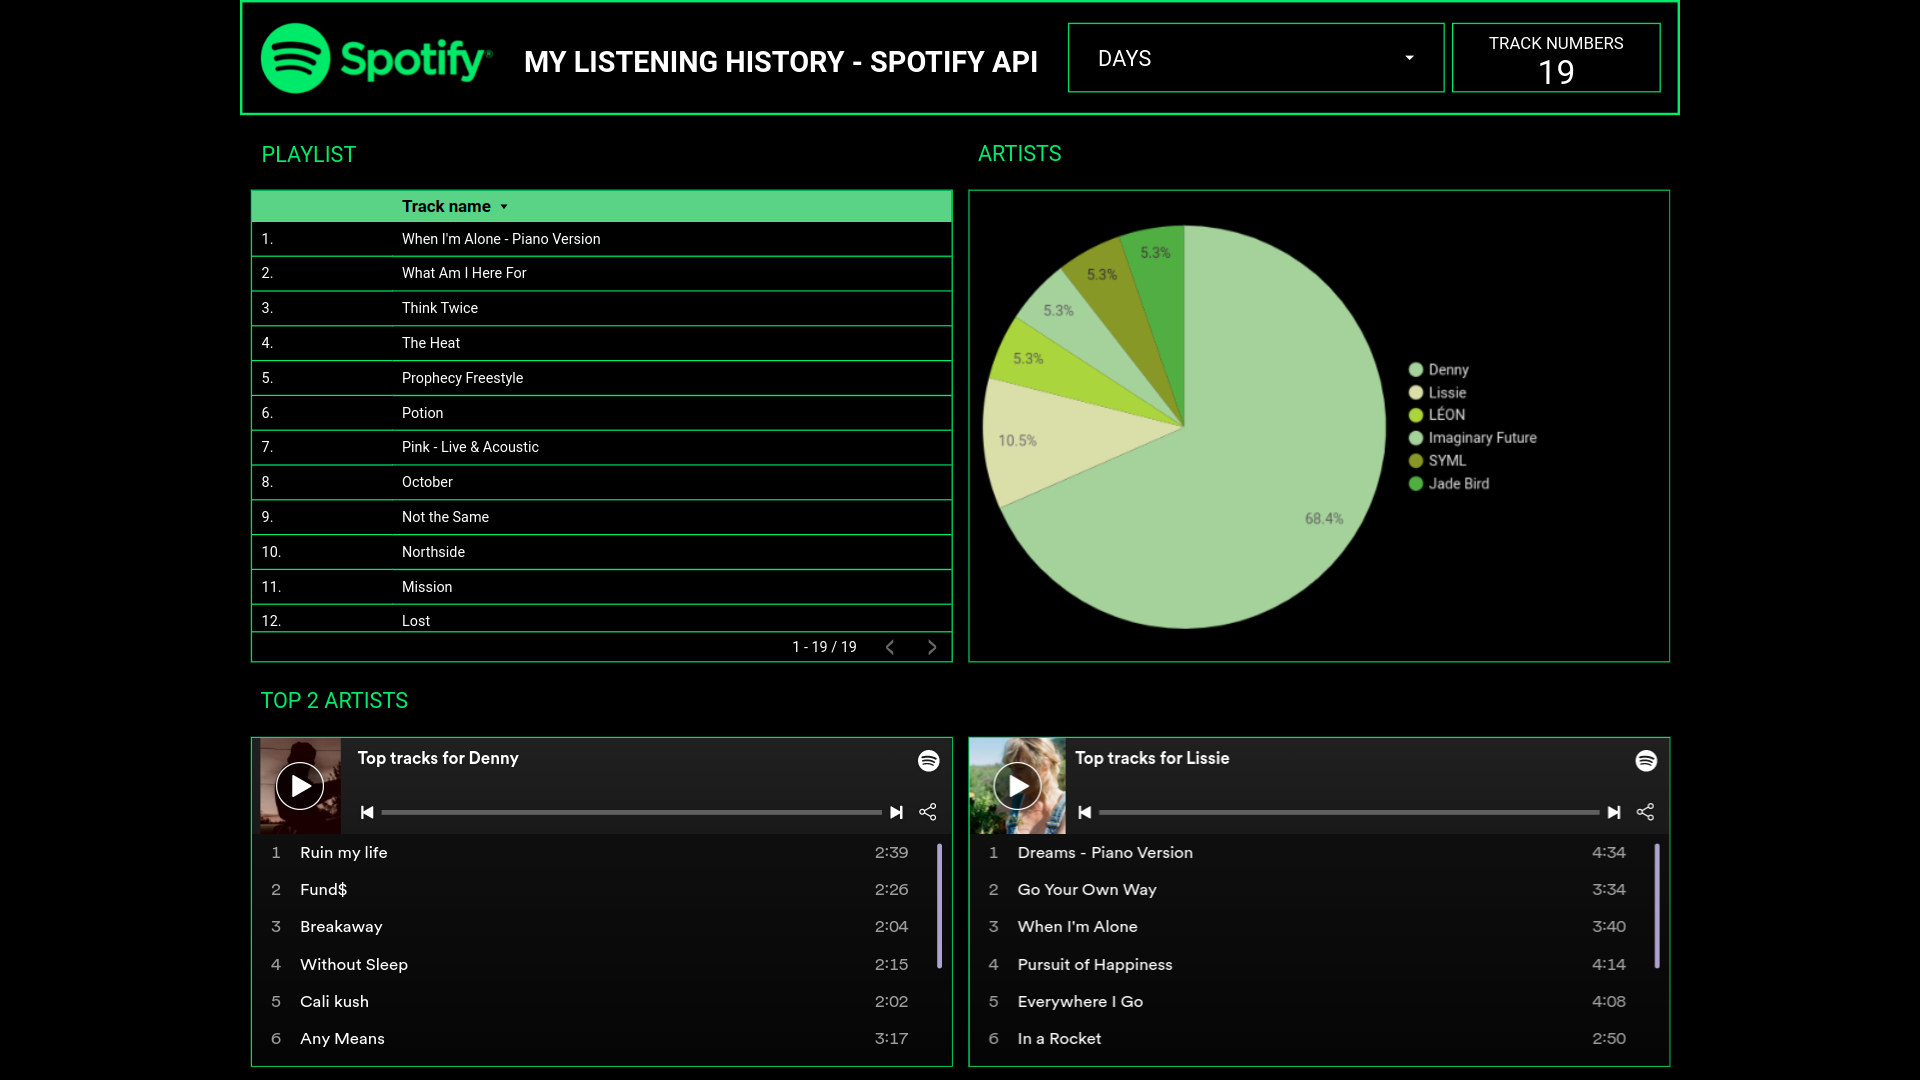 Spotify
MY LISTENING HISTORY - SPOTIFY API
DAYS
TRACK NUMBERS
19
PLAYLIST
Track name
1. When I'm Alone - Piano Version
2. What Am I Here For
3. Think Twice
4. The Heat
5. Prophecy Freestyle
6. Potion
7. Pink - Live & Acoustic
8. October
9. Not the Same
10. Northside
11. Mission
12. Lost
1 - 19 / 19
ARTISTS
5.3%
5.3%
5.3%
5.3%
10.5%
68.4%
Denny
Lissie
LÉON
Imaginary Future
SYML
Jade Bird
TOP 2 ARTISTS
Top tracks for Denny
1 Ruin my life 2:39
2 Fund$ 2:26
3 Breakaway 2:04
4 Without Sleep 2:15
5 Cali kush 2:02
6 Any Means 3:17
Top tracks for Lissie
1 Dreams - Piano Version 4:34
2 Go Your Own Way 3:34
3 When I'm Alone 3:40
4 Pursuit of Happiness 4:14
5 Everywhere I Go 4:08
6 In a Rocket 2:50